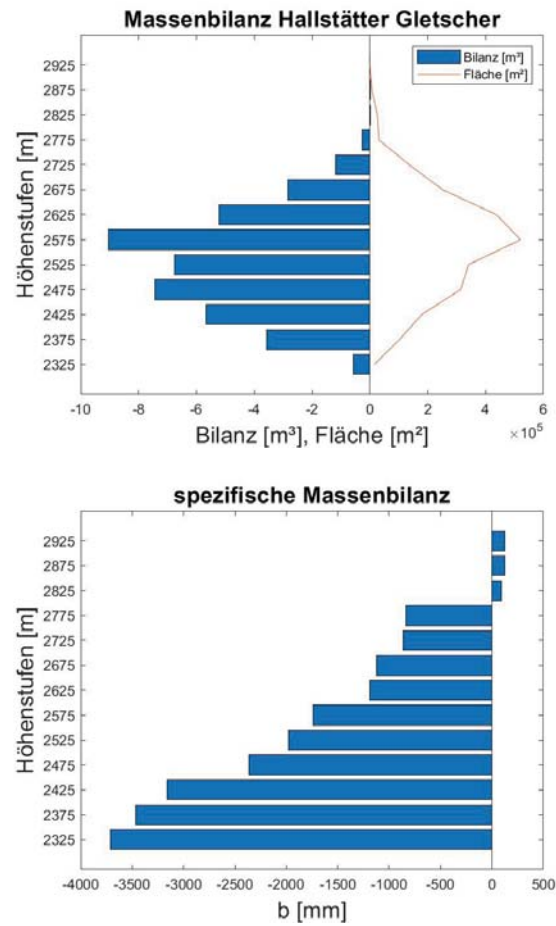 Massenbilanz Hallstätter Gletscher
Bilanz [m³]
Fläche [m²]
Höhenstufen [m]
2925
2875
2825
2775
2725
2675
2625
2575
2525
2475
2425
2375
2325
-10 -8 -6 -4 -2 0 2 4 6
Bilanz [m³], Fläche [m²]
×10⁵
spezifische Massenbilanz
Höhenstufen [m]
2925
2875
2825
2775
2725
2675
2625
2575
2525
2475
2425
2375
2325
-4000 -3500 -3000 -2500 -2000 -1500 -1000 -500 0 500
b [mm]